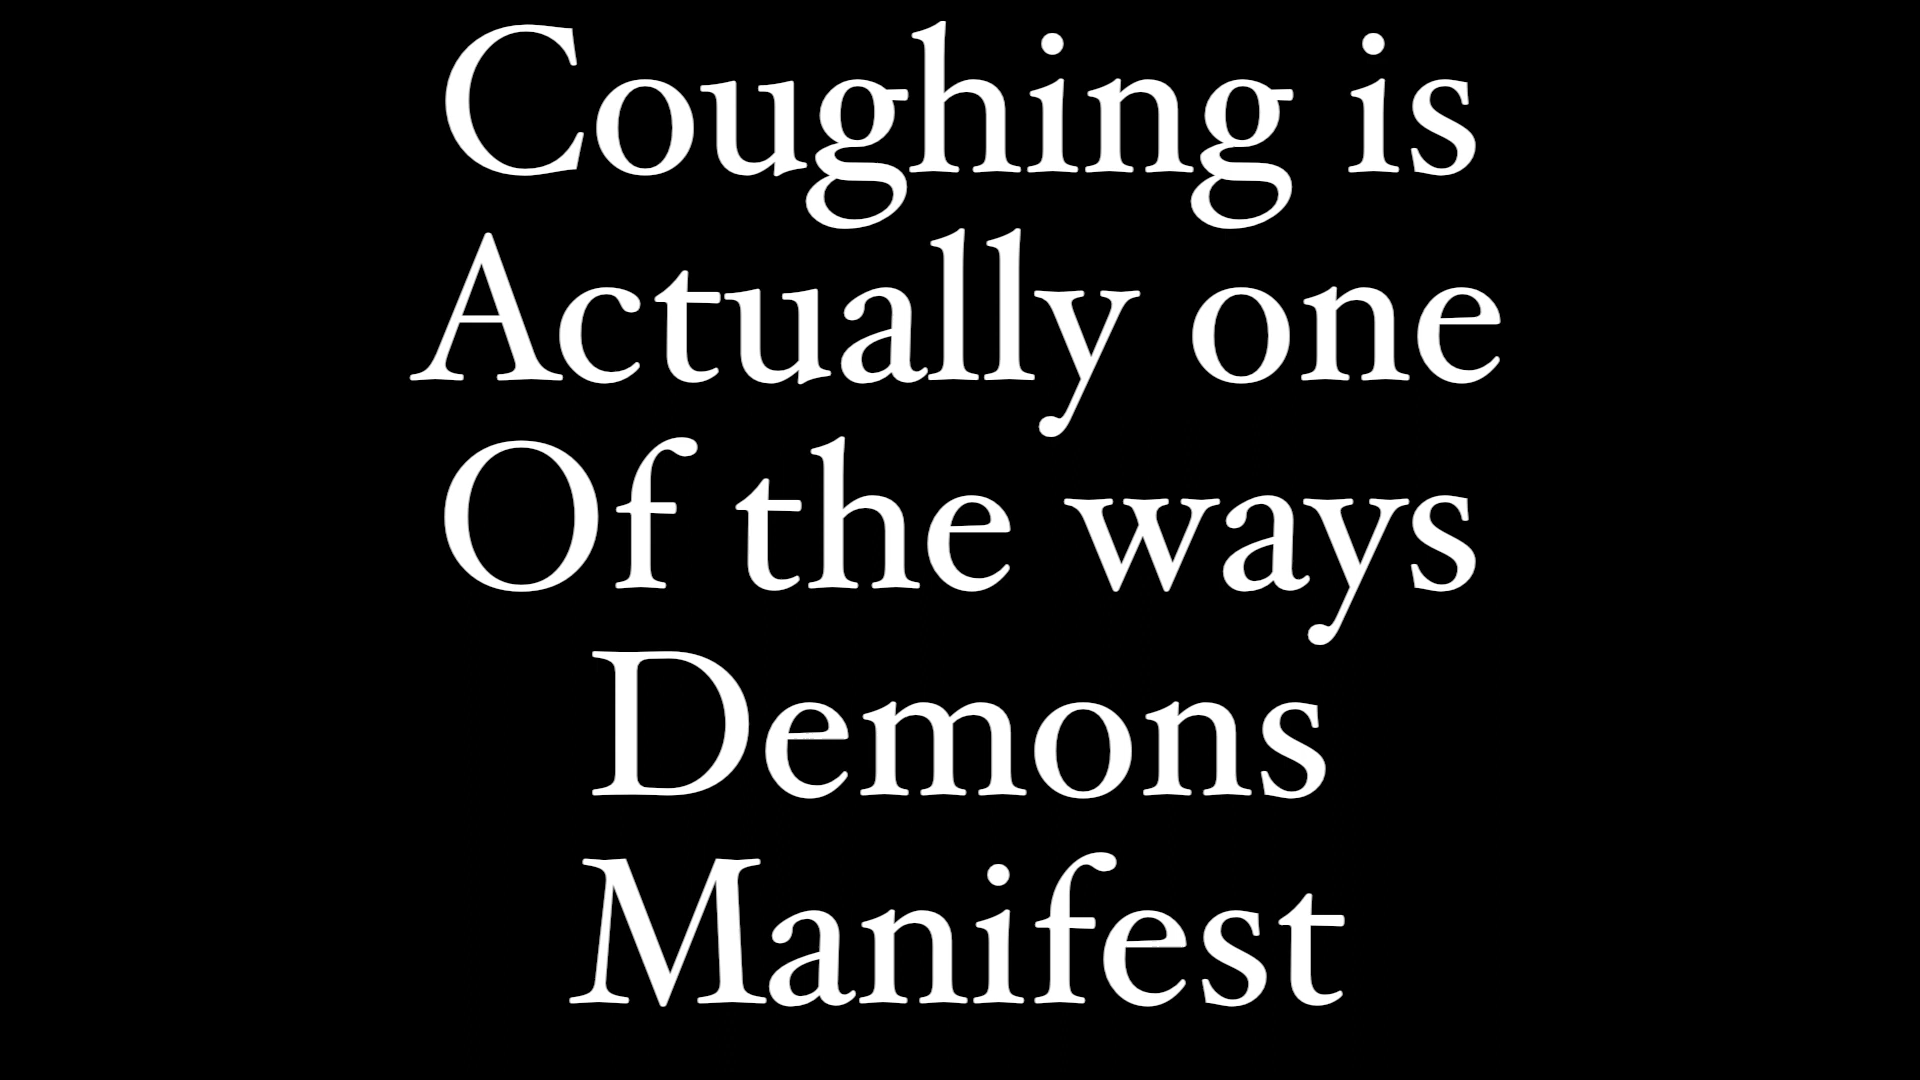 Coughing is
Actually one
Of the ways
Demons
Manifest